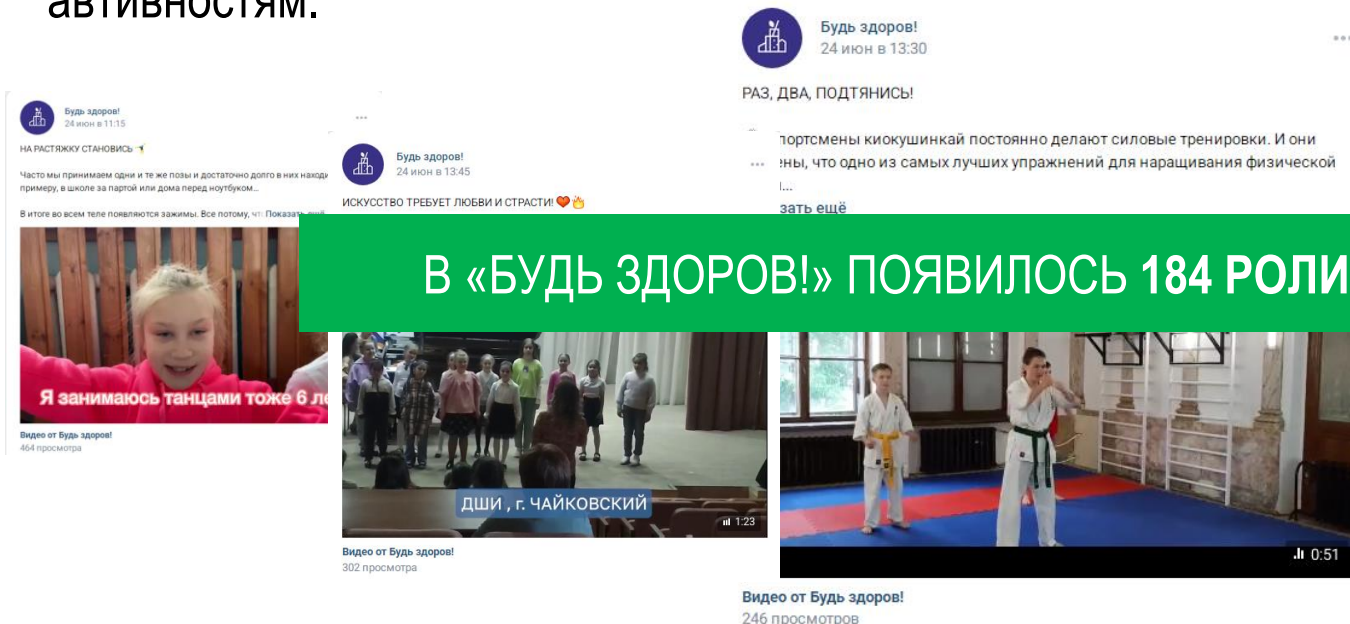 активностям.
Будь здоров!
24 июн в 11:15
НА РАСТЯЖКУ СТАНОВИСЬ
Часто мы принимаем одни и те же позы и достаточно долго в них находи
примеру, в школе за партой или дома перед ноутбуком...
В итоге во всем теле появляются зажимы. Все потому, чт Показать ещё
Я занимаюсь танцами тоже 6 ле
Видео от Будь здоров!
464 просмотра
Будь здоров!
24 июн в 13:45
ИСКУССТВО ТРЕБУЕТ ЛЮБВИ И СТРАСТИ!
ДШИ , г. ЧАЙКОВСКИЙ
1:23
Видео от Будь здоров!
302 просмотра
Будь здоров!
24 июн в 13:30
РАЗ, ДВА, ПОДТЯНИСЬ!
портсмены киокушинкай постоянно делают силовые тренировки. И они
ены, что одно из самых лучших упражнений для наращивания физической
зать ещё
В «БУДЬ ЗДОРОВ!» ПОЯВИЛОСЬ 184 РОЛИ
0:51
Видео от Будь здоров!
246 просмотров